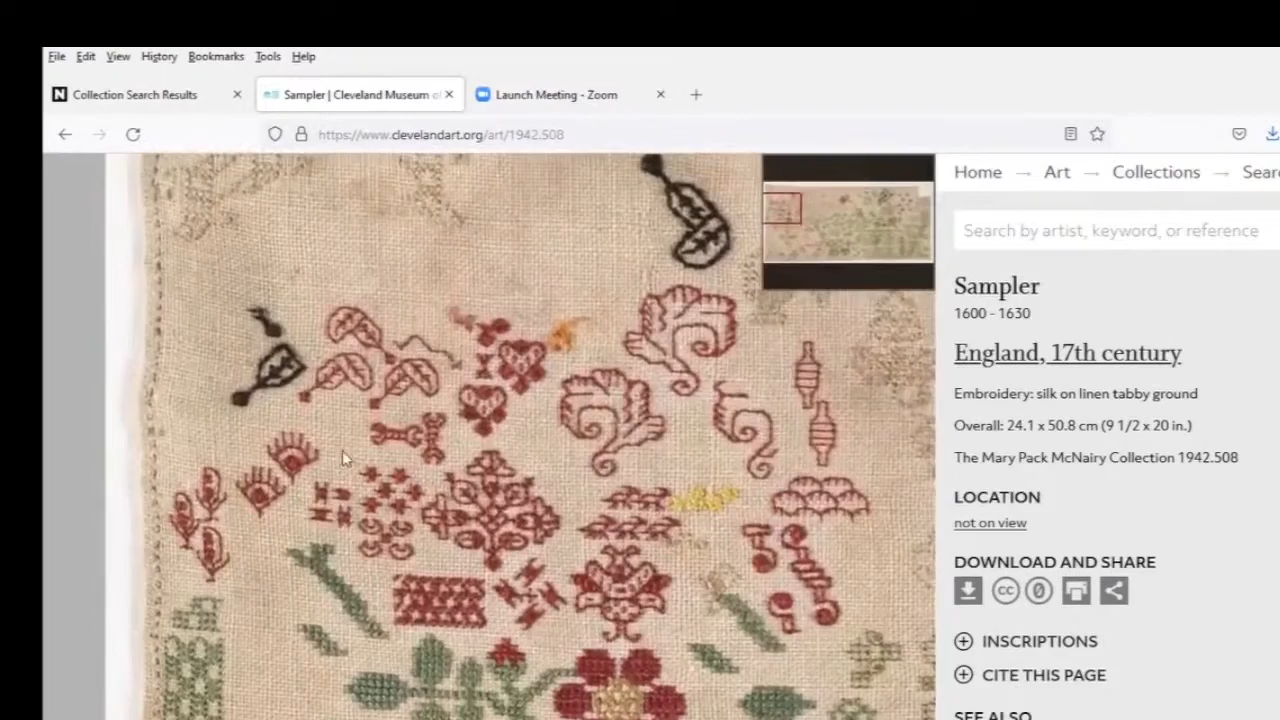 File Edit View History Bookmarks Tools Help
Collection Search Results
Sampler | Cleveland Museum o
Launch Meeting - Zoom
https://www.clevelandart.org/art/1942.508
Home → Art → Collections → Sear
Search by artist, keyword, or reference
Sampler
1600 - 1630
England, 17th century
Embroidery: silk on linen tabby ground
Overall: 24.1 x 50.8 cm (9 1/2 x 20 in.)
The Mary Pack McNairy Collection 1942.508
LOCATION
not on view
DOWNLOAD AND SHARE
INSCRIPTIONS
CITE THIS PAGE
SEE ALSO